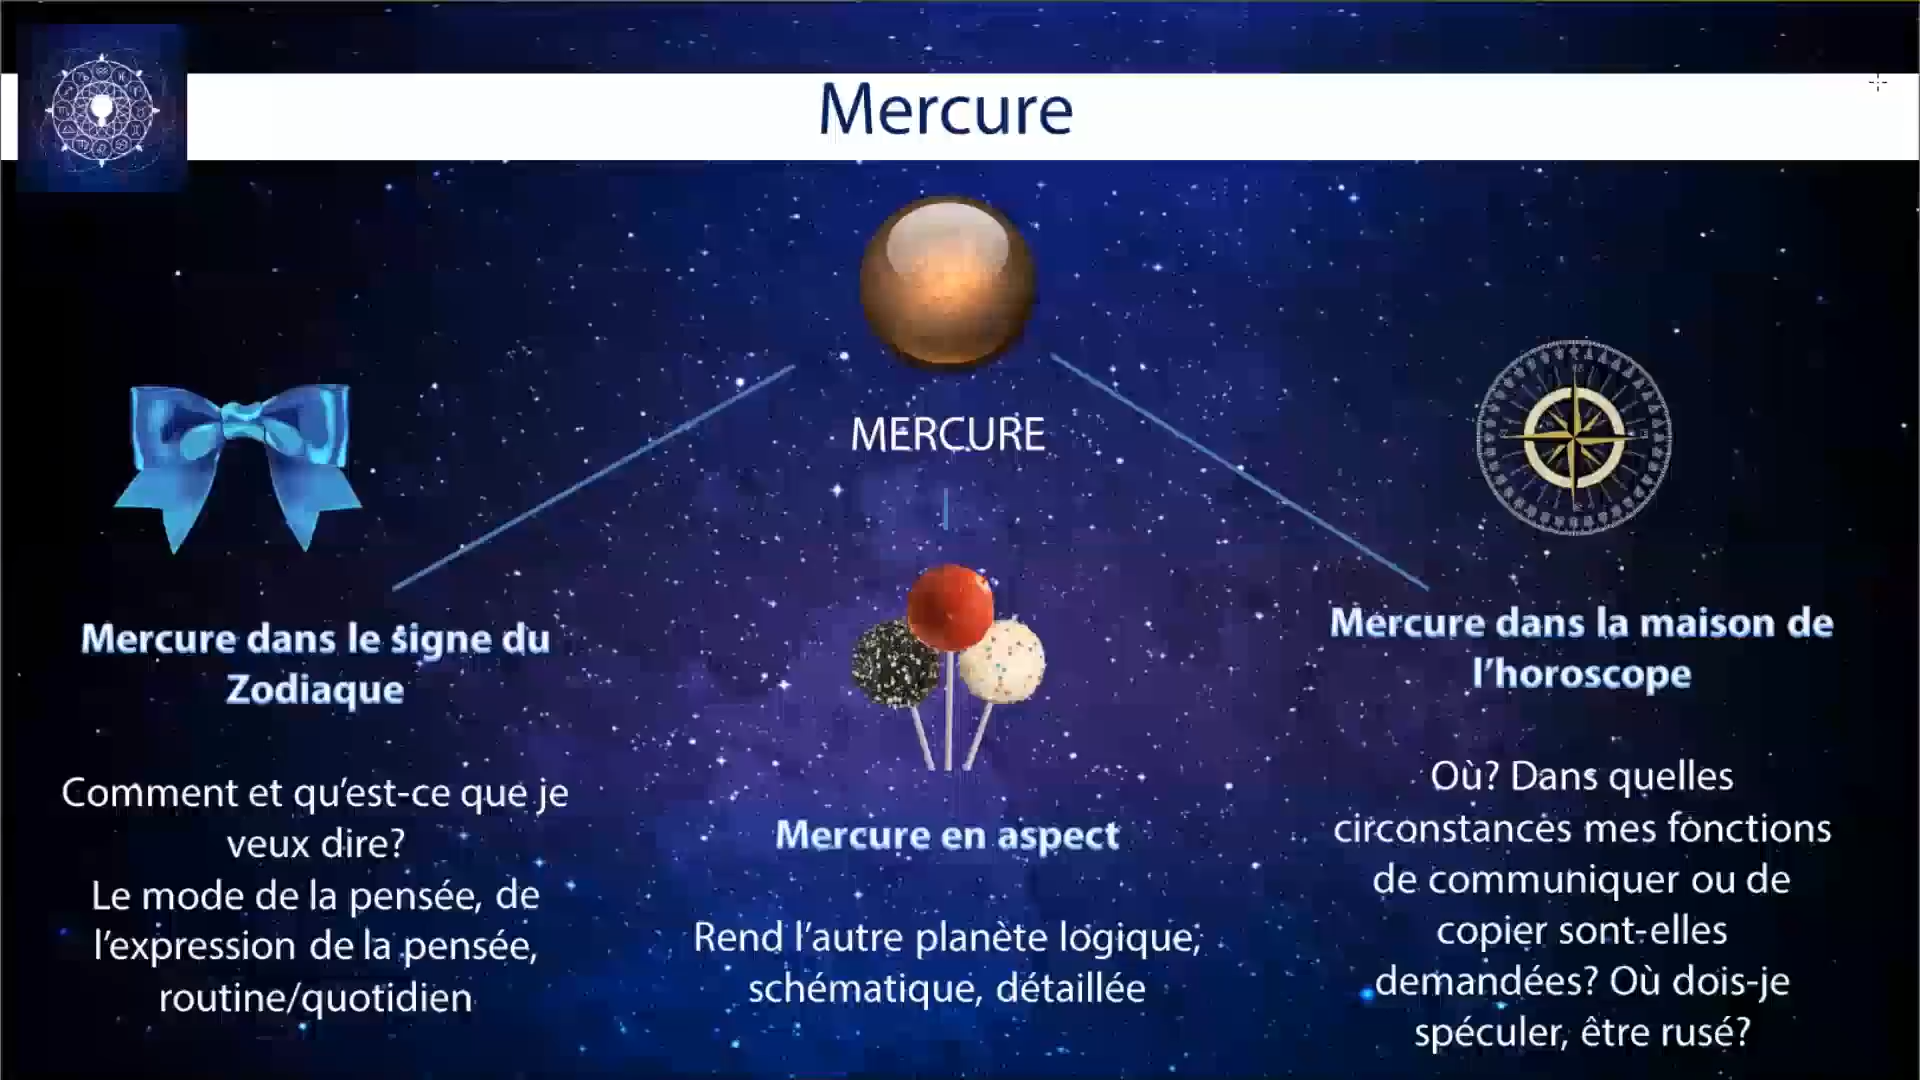 Mercure
MERCURE
Mercure dans le signe du
Zodiaque
Comment et qu’est-ce que je
veux dire?
Le mode de la pensée, de
l’expression de la pensée,
routine/quotidien
Mercure en aspect
Rend l’autre planète logique,
schématique, détaillée
Mercure dans la maison de
l’horoscope
Où? Dans quelles
circonstances mes fonctions
de communiquer ou de
copier sont-elles
demandées? Où dois-je
spéculer, être rusé?